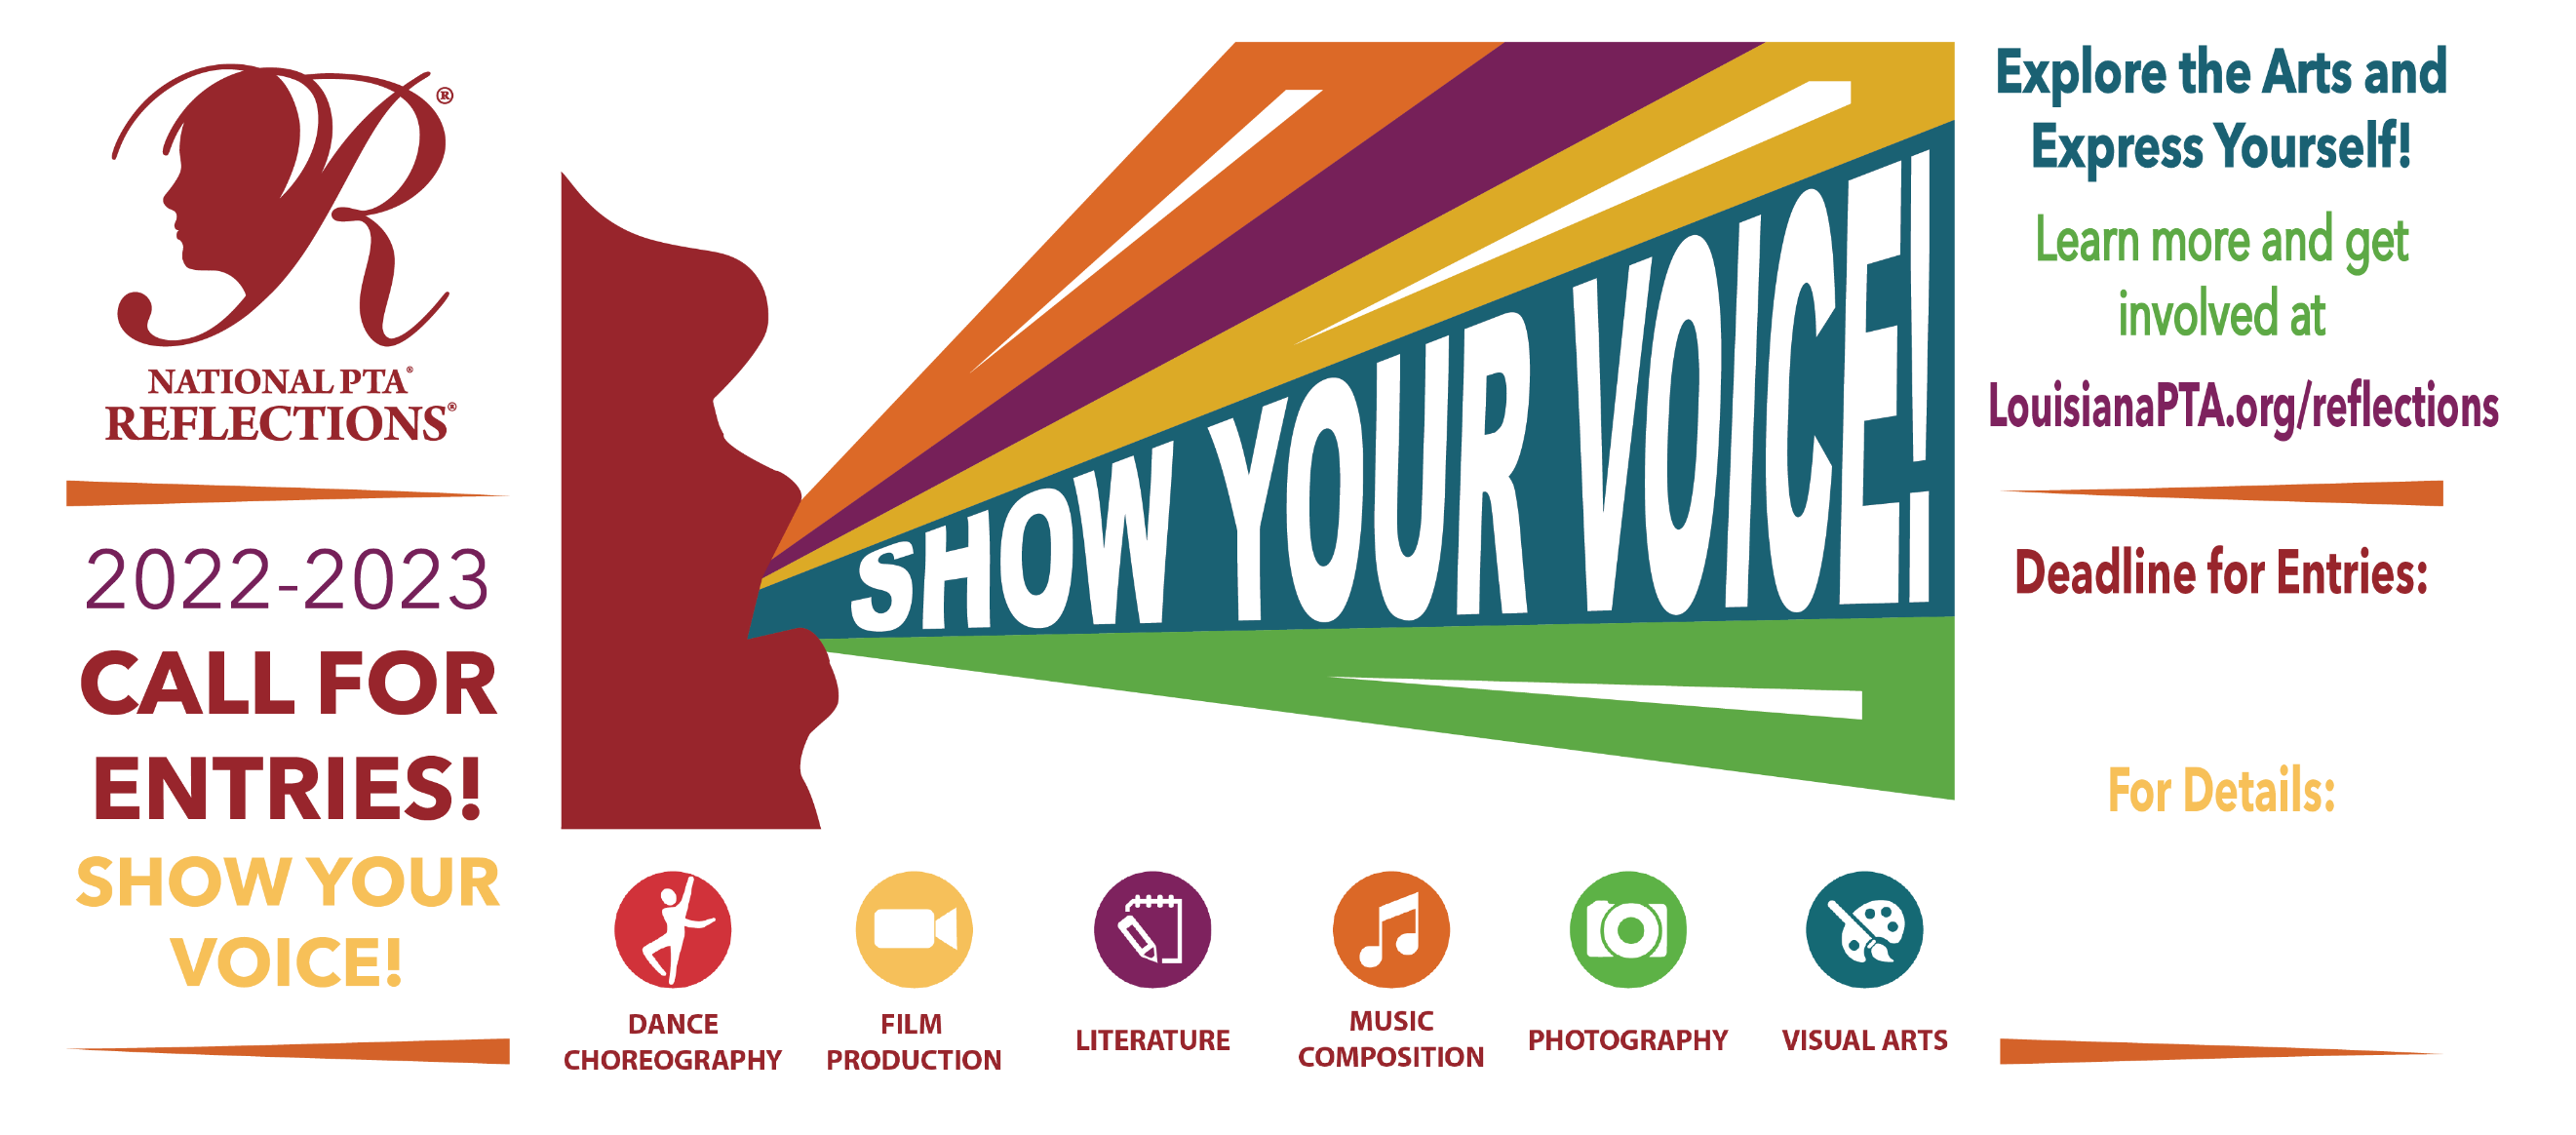 R®
NATIONAL PTA®
REFLECTIONS®
2022-2023
CALL FOR
ENTRIES!
SHOW YOUR
VOICE!
SHOW YOUR VOICE!
DANCE
CHOREOGRAPHY
FILM
PRODUCTION
LITERATURE
MUSIC
COMPOSITION
PHOTOGRAPHY
VISUAL ARTS
Explore the Arts and
Express Yourself!
Learn more and get
involved at
LouisianaPTA.org/reflections
Deadline for Entries:
For Details: